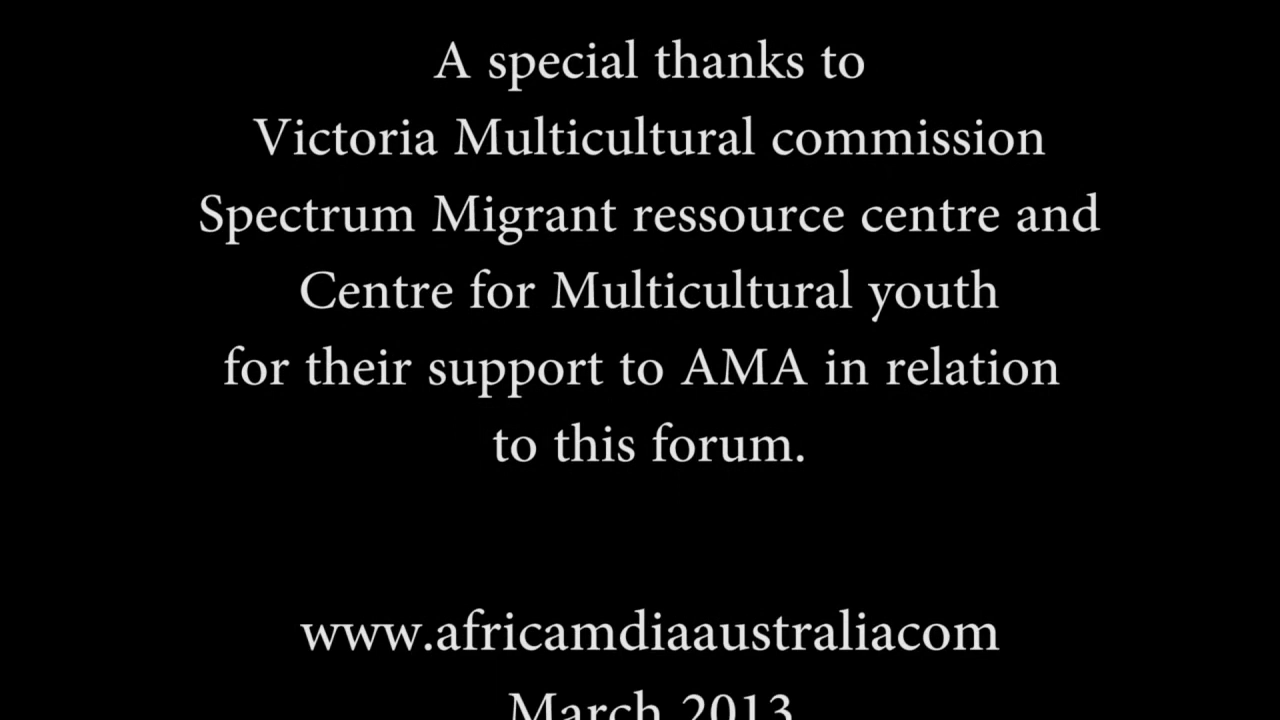 A special thanks to
Victoria Multicultural commission
Spectrum Migrant ressource centre and
Centre for Multicultural youth
for their support to AMA in relation
to this forum.
www.africamdiaaustraliacom
March 2013